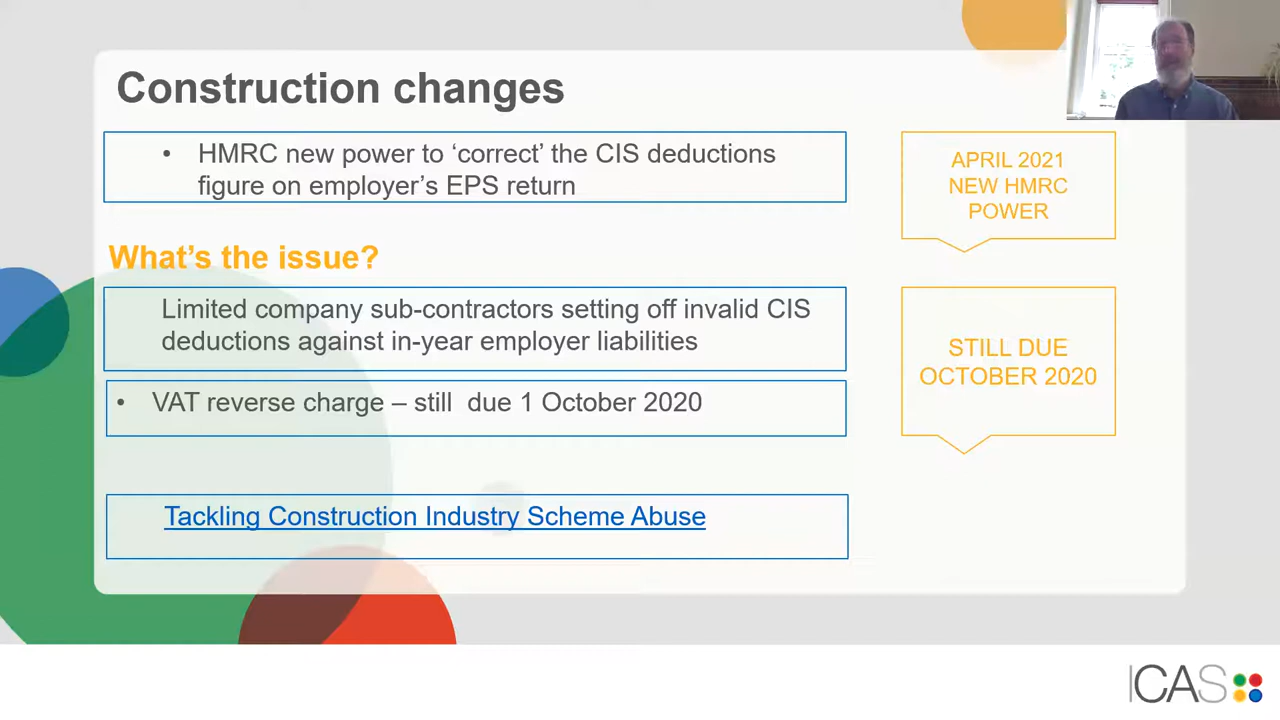 Construction changes
• HMRC new power to ‘correct’ the CIS deductions
figure on employer’s EPS return
APRIL 2021
NEW HMRC
POWER
What’s the issue?
Limited company sub-contractors setting off invalid CIS
deductions against in-year employer liabilities
• VAT reverse charge – still due 1 October 2020
STILL DUE
OCTOBER 2020
Tackling Construction Industry Scheme Abuse
ICAS